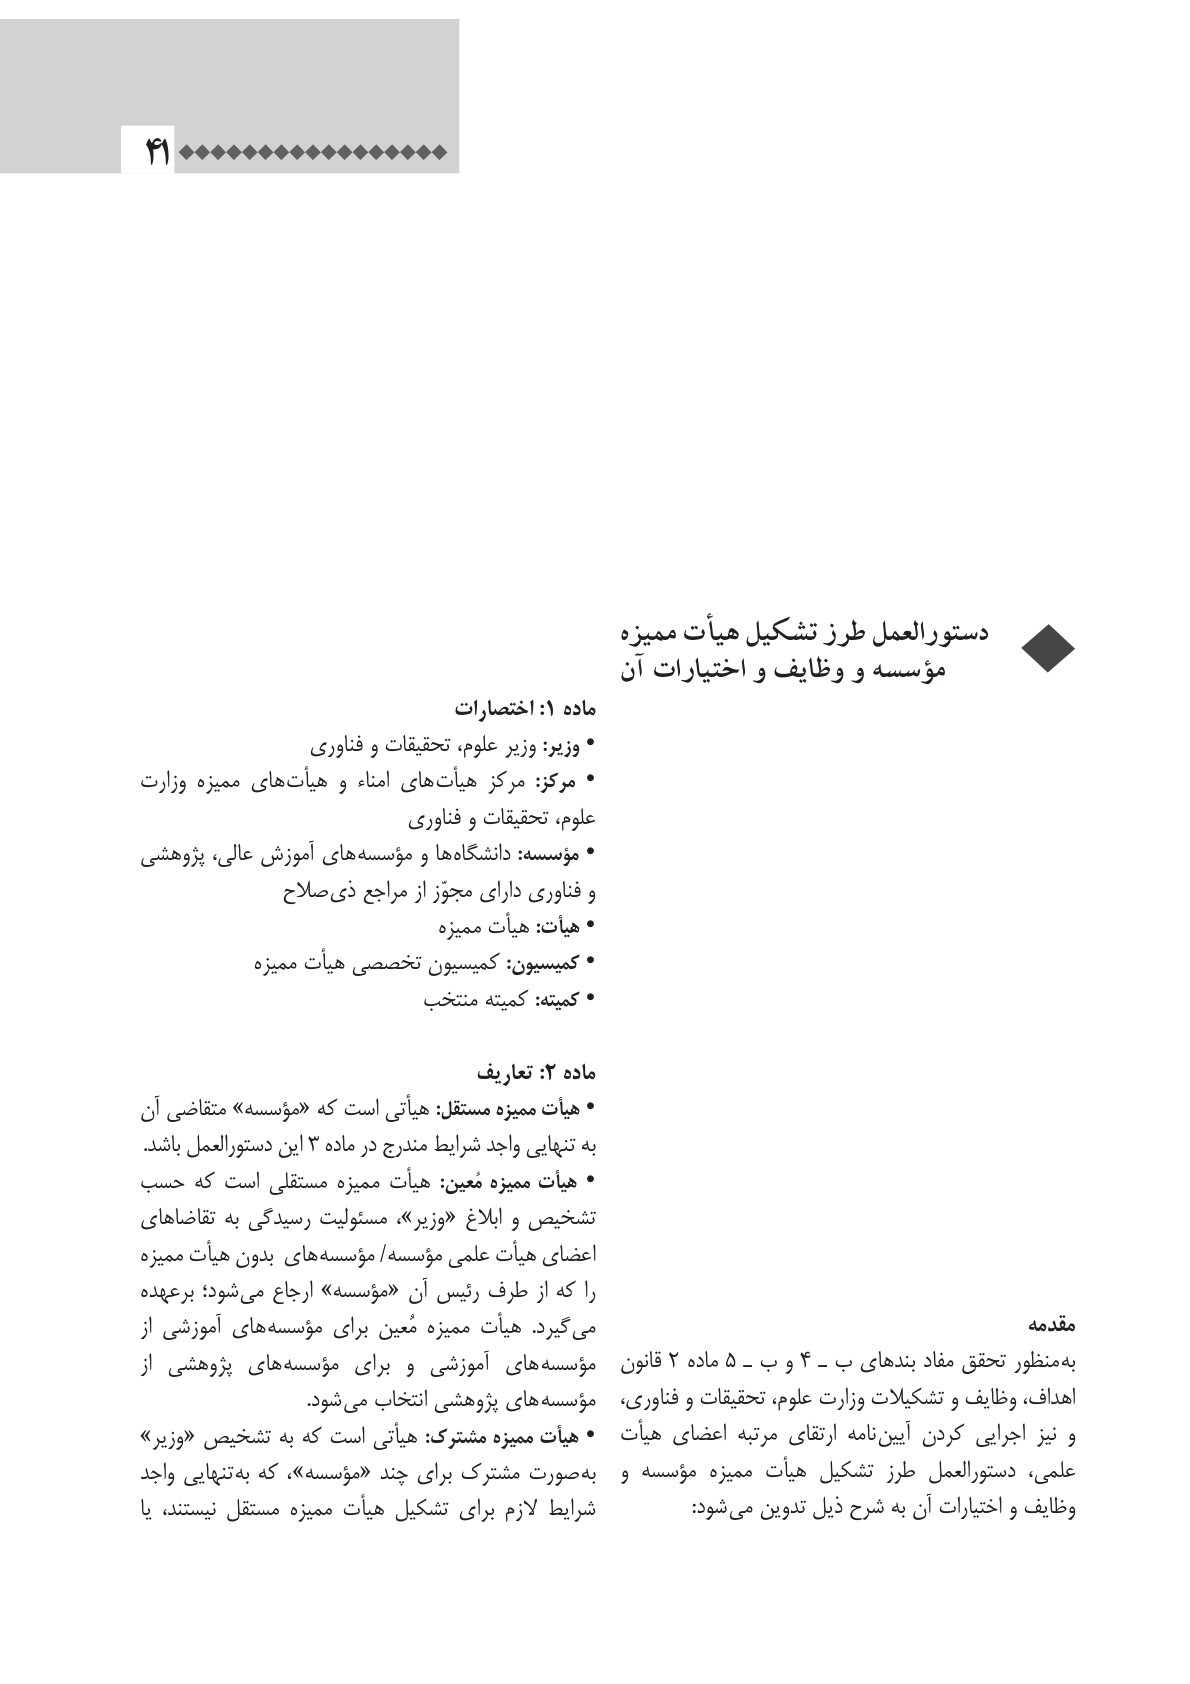 ۴۱
دستورالعمل طرز تشکیل هیأت ممیزه
مؤسسه و وظایف و اختیارات آن
مقدمه
به‌منظور تحقق مفاد بندهای ب ـ ۴ و ب ـ ۵ ماده ۲ قانون
اهداف، وظایف و تشکیلات وزارت علوم، تحقیقات و فناوری،
و نیز اجرایی کردن آیین‌نامه ارتقای مرتبه اعضای هیأت
علمی، دستورالعمل طرز تشکیل هیأت ممیزه مؤسسه و
وظایف و اختیارات آن به شرح ذیل تدوین می‌شود:
ماده ۱: اختصارات
• وزیر: وزیر علوم، تحقیقات و فناوری
• مرکز: مرکز هیأت‌های امناء و هیأت‌های ممیزه وزارت
علوم، تحقیقات و فناوری
• مؤسسه: دانشگاه‌ها و مؤسسه‌های آموزش عالی، پژوهشی
و فناوری دارای مجوّز از مراجع ذی‌صلاح
• هیأت: هیأت ممیزه
• کمیسیون: کمیسیون تخصصی هیأت ممیزه
• کمیته: کمیته منتخب
ماده ۲: تعاریف
• هیأت ممیزه مستقل: هیأتی است که «مؤسسه» متقاضی آن
به تنهایی واجد شرایط مندرج در ماده ۳ این دستورالعمل باشد.
• هیأت ممیزه مُعین: هیأت ممیزه مستقلی است که حسب
تشخیص و ابلاغ «وزیر»، مسئولیت رسیدگی به تقاضاهای
اعضای هیأت علمی مؤسسه/ مؤسسه‌های بدون هیأت ممیزه
را که از طرف رئیس آن «مؤسسه» ارجاع می‌شود؛ برعهده
می‌گیرد. هیأت ممیزه مُعین برای مؤسسه‌های آموزشی از
مؤسسه‌های آموزشی و برای مؤسسه‌های پژوهشی از
مؤسسه‌های پژوهشی انتخاب می‌شود.
• هیأت ممیزه مشترک: هیأتی است که به تشخیص «وزیر»
به‌صورت مشترک برای چند «مؤسسه»، که به‌تنهایی واجد
شرایط لازم برای تشکیل هیأت ممیزه مستقل نیستند، یا